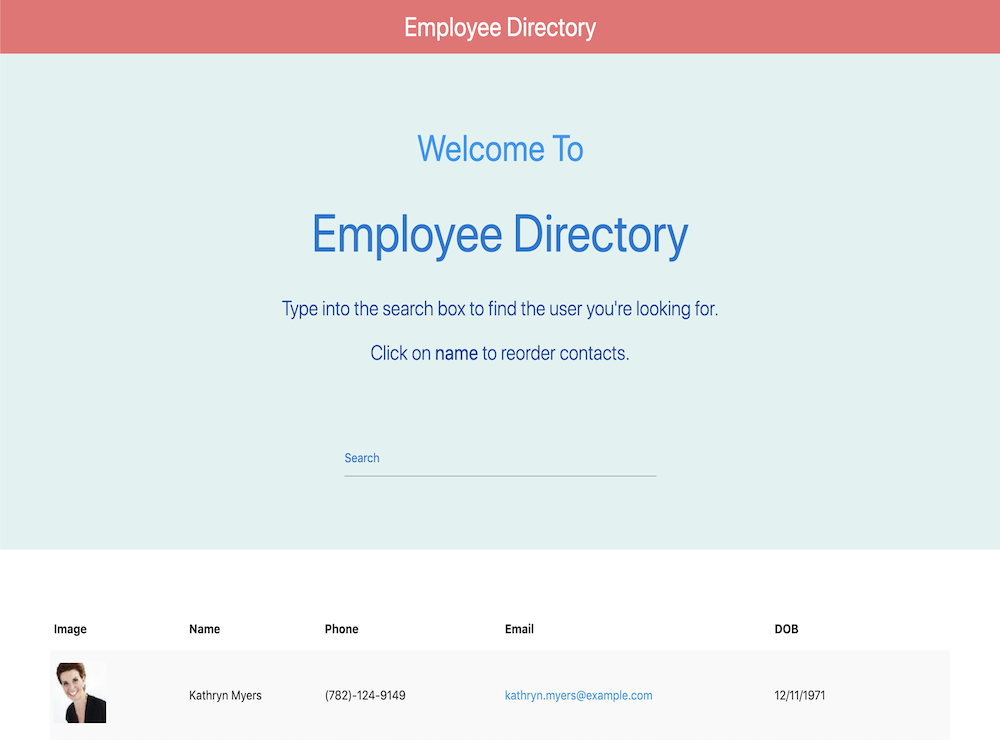 Employee Directory
Welcome To
Employee Directory
Type into the search box to find the user you're looking for.
Click on name to reorder contacts.
Search
Image Name Phone Email DOB
Kathryn Myers (782)-124-9149 kathryn.myers@example.com 12/11/1971